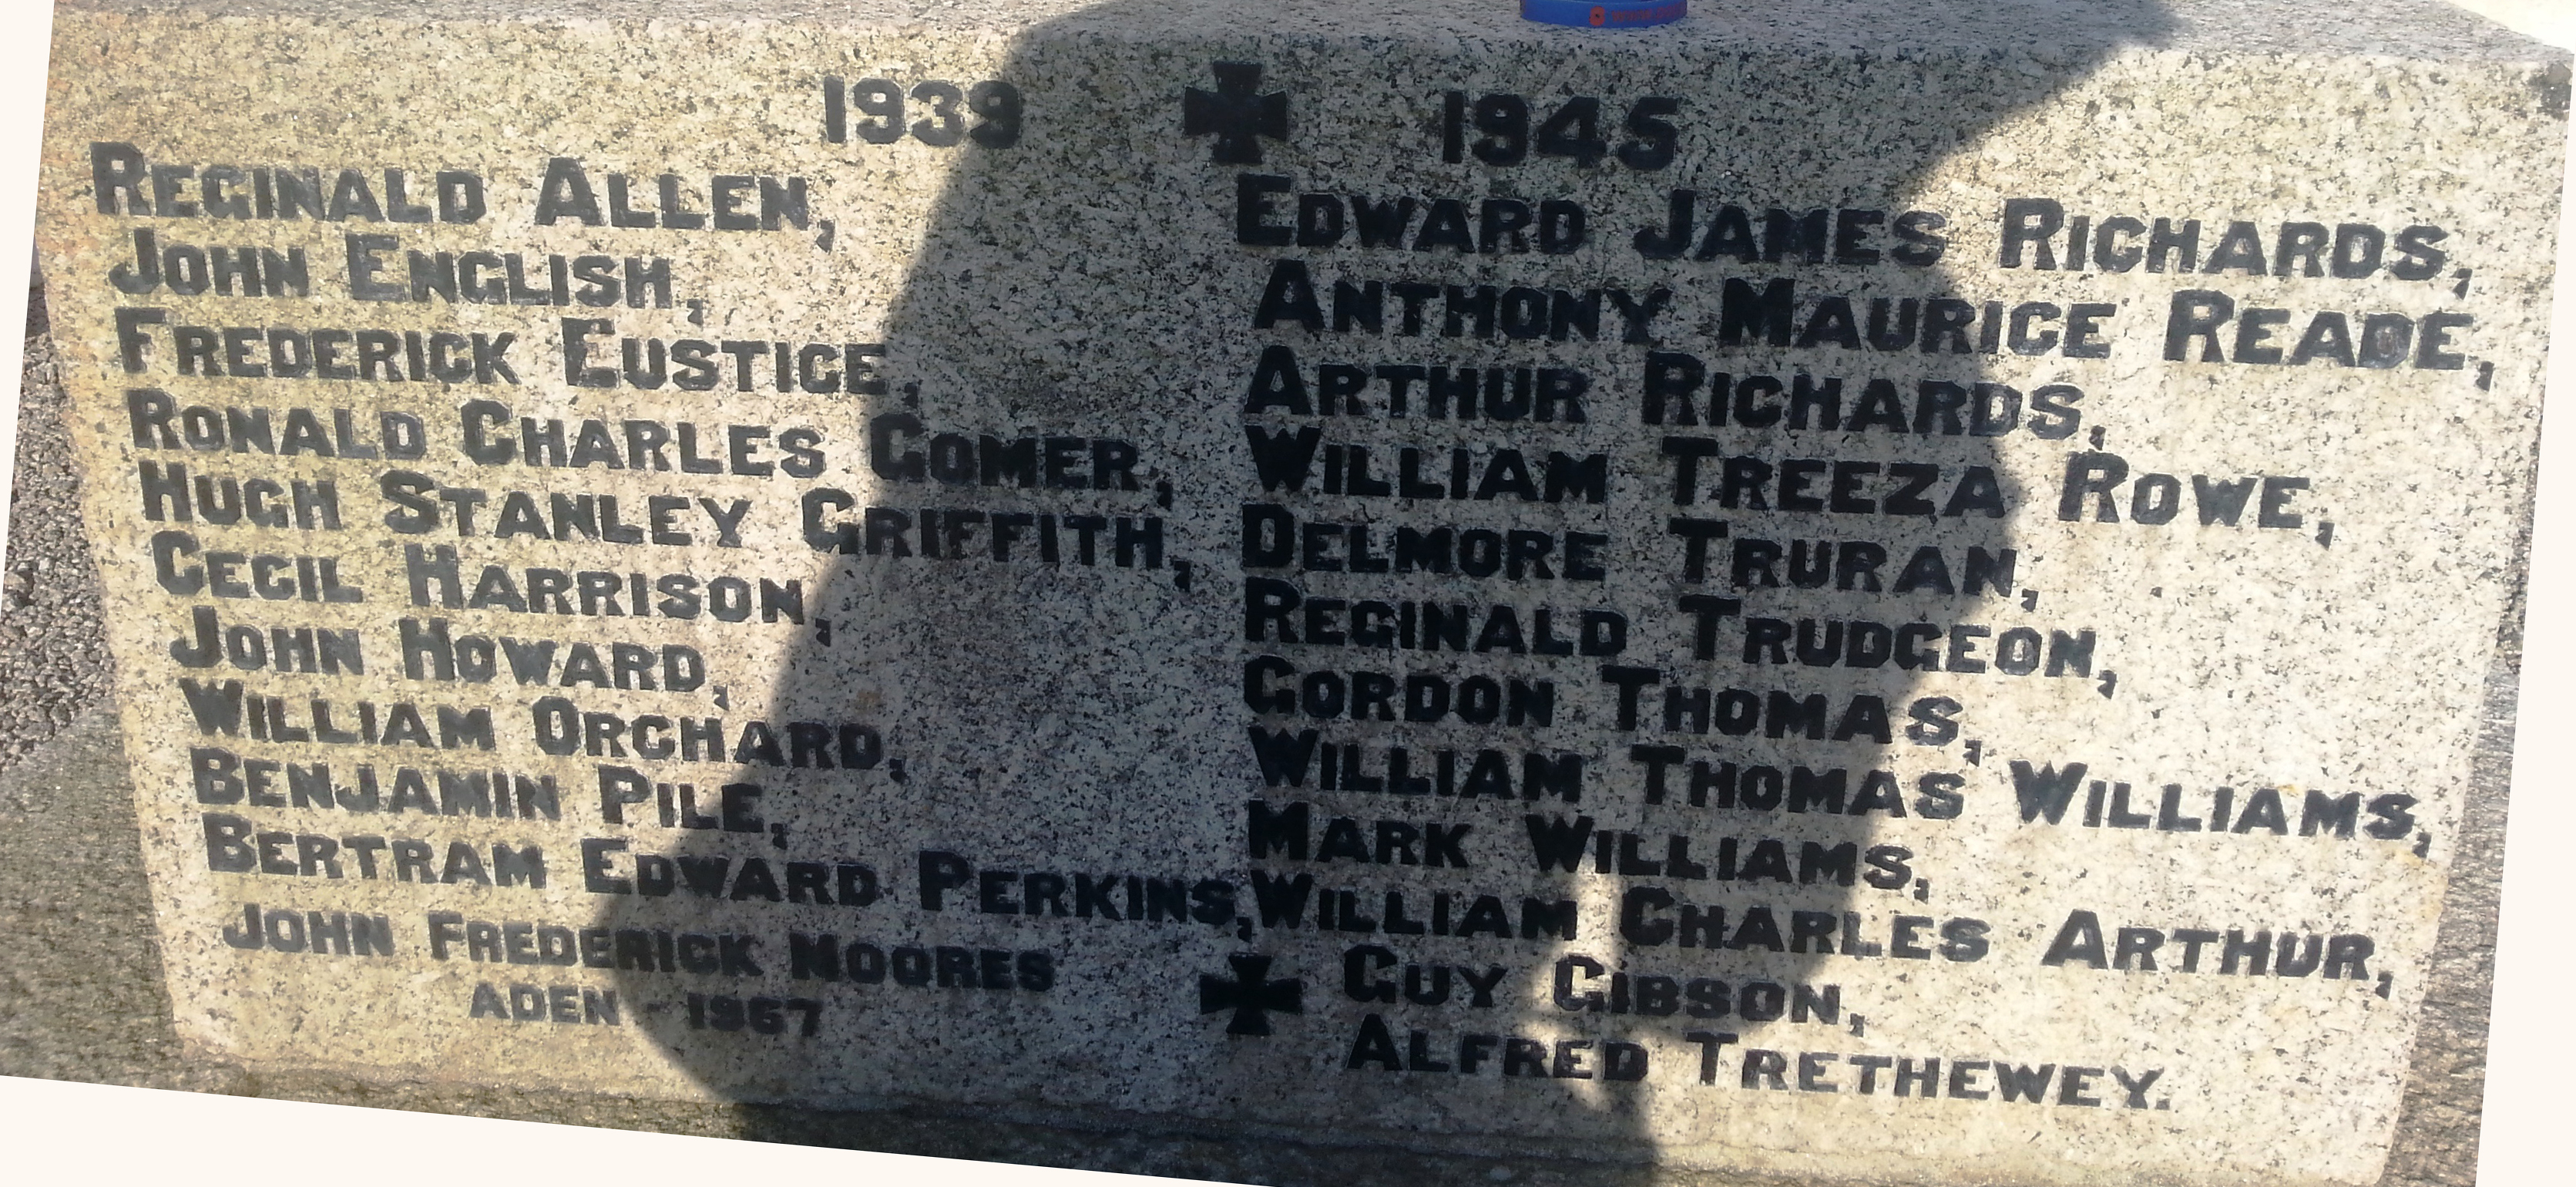 1939 1945
REGINALD ALLEN,
JOHN ENGLISH,
FREDERICK EUSTICE,
RONALD CHARLES GOMER,
HUGH STANLEY GRIFFITH,
CECIL HARRISON,
JOHN HOWARD,
WILLIAM ORCHARD,
BENJAMIN PILE,
BERTRAM EDWARD PERKINS,
JOHN FREDERICK MOORES
ADEN - 1967
EDWARD JAMES RICHARDS,
ANTHONY MAURICE READE,
ARTHUR RICHARDS,
WILLIAM TREEZA ROWE,
DELMORE TRURAN,
REGINALD TRUDGEON,
GORDON THOMAS,
WILLIAM THOMAS WILLIAMS,
MARK WILLIAMS,
WILLIAM CHARLES ARTHUR,
GUY GIBSON,
ALFRED TRETHEWEY.